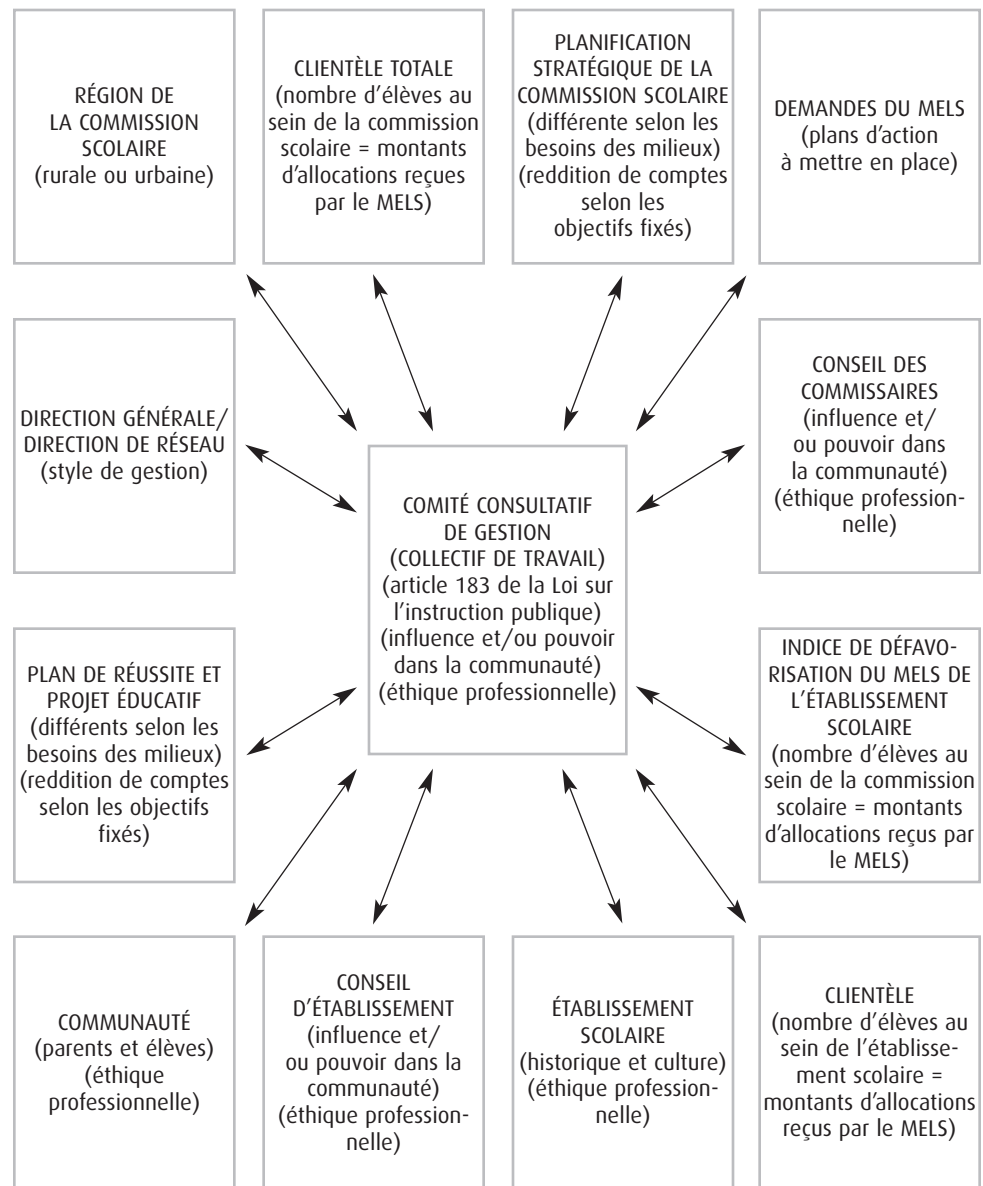 RÉGION DE
LA COMMISSION
SCOLAIRE
(rurale ou urbaine)
CLIENTÈLE TOTALE
(nombre d'élèves au
sein de la commission
scolaire = montants
d'allocations reçues
par le MELS)
PLANIFICATION
STRATÉGIQUE DE LA
COMMISSION SCOLAIRE
(différente selon les
besoins des milieux)
(reddition de comptes
selon les
objectifs fixés)
DEMANDES DU MELS
(plans d'action
à mettre en place)
DIRECTION GÉNÉRALE/
DIRECTION DE RÉSEAU
(style de gestion)
COMITÉ CONSULTATIF
DE GESTION
(COLLECTIF DE TRAVAIL)
(article 183 de la Loi sur
l'instruction publique)
(influence et/ou pouvoir
dans la communauté)
(éthique professionnelle)
CONSEIL DES
COMMISSAIRES
(influence et/
ou pouvoir dans
la communauté)
(éthique profession-
nelle)
PLAN DE RÉUSSITE ET
PROJET ÉDUCATIF
(différents selon les
besoins des milieux)
(reddition de comptes
selon les objectifs
fixés)
INDICE DE DÉFAVO-
RISATION DU MELS DE
L'ÉTABLISSEMENT
SCOLAIRE
(nombre d'élèves au
sein de la commission
scolaire = montants
d'allocations reçus par
le MELS)
COMMUNAUTÉ
(parents et élèves)
(éthique
professionnelle)
CONSEIL
D'ÉTABLISSEMENT
(influence et/
ou pouvoir dans la
communauté)
(éthique profession-
nelle)
ÉTABLISSEMENT
SCOLAIRE
(historique et culture)
(éthique profession-
nelle)
CLIENTÈLE
(nombre d'élèves au
sein de l'établisse-
ment scolaire =
montants d'allocations
reçus par le MELS)